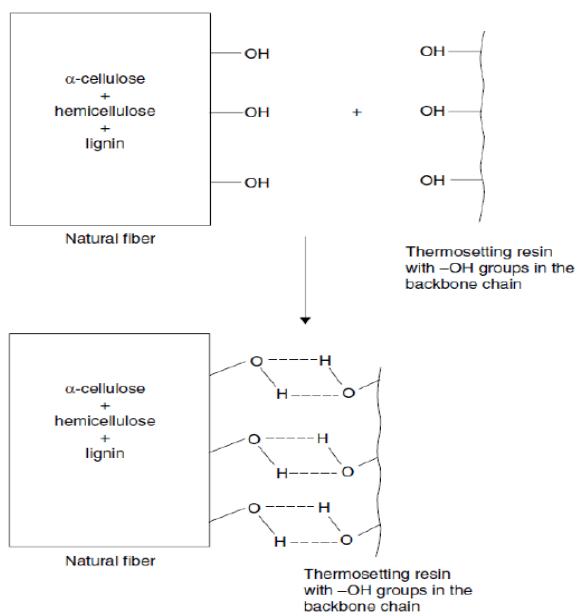 α-cellulose
+
hemicellulose
+
lignin
OH
OH
OH
Natural fiber
+
OH
OH
OH
Thermosetting resin
with –OH groups in the
backbone chain
α-cellulose
+
hemicellulose
+
lignin
O H
H O
O H
H O
O H
H O
Natural fiber
Thermosetting resin
with –OH groups in the
backbone chain